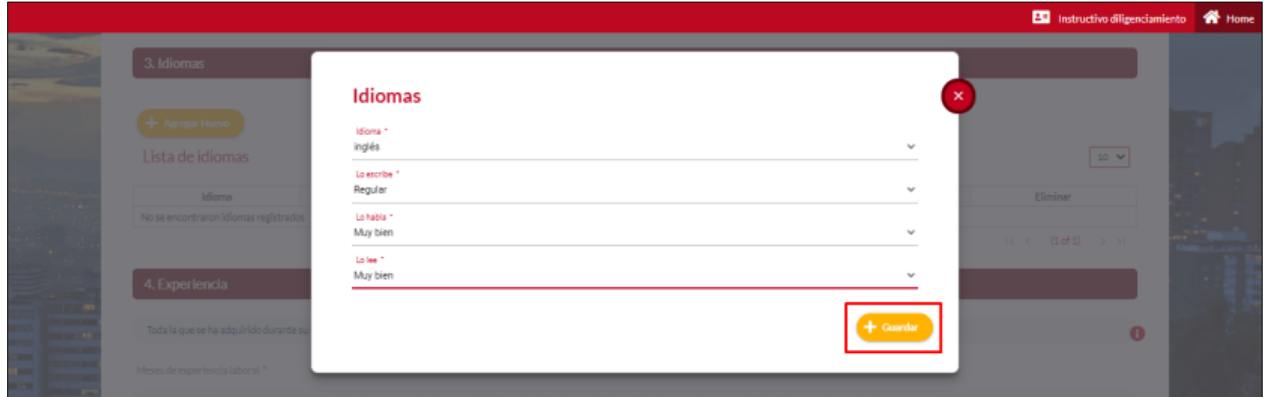 Instructivo diligenciamiento Home
3. Idiomas
Idiomas
Agregar Nuevo
Idioma *
inglés
Lista de idiomas
10
Lo escribe *
Regular
Idioma Eliminar
No se encontraron idiomas registrados
Lo habla *
Muy bien
Lo lee *
Muy bien
4. Experiencia
Guardar
Toda la que se ha adquirido durante su
Meses de experiencia laboral *